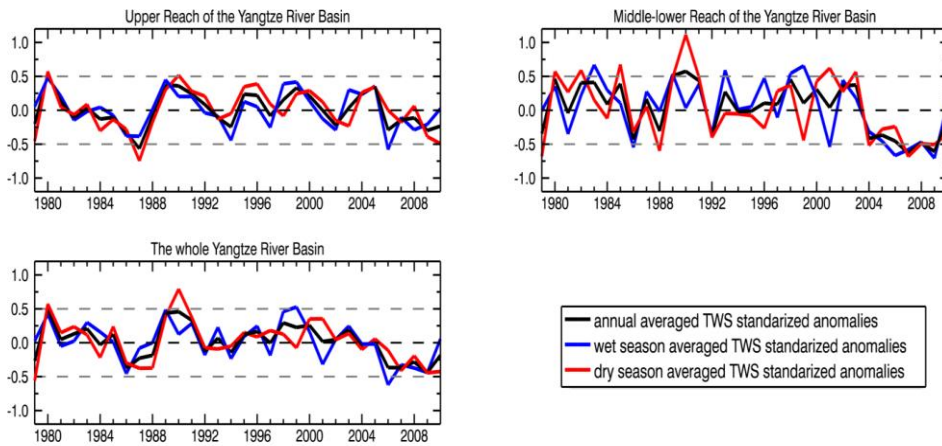 Upper Reach of the Yangtze River Basin
1.0
0.5
0.0
-0.5
-1.0
1980 1984 1988 1992 1996 2000 2004 2008
Middle-lower Reach of the Yangtze River Basin
1.0
0.5
0.0
-0.5
-1.0
1980 1984 1988 1992 1996 2000 2004 2008
The whole Yangtze River Basin
1.0
0.5
0.0
-0.5
-1.0
1980 1984 1988 1992 1996 2000 2004 2008
annual averaged TWS standarized anomalies
wet season averaged TWS standarized anomalies
dry season averaged TWS standarized anomalies